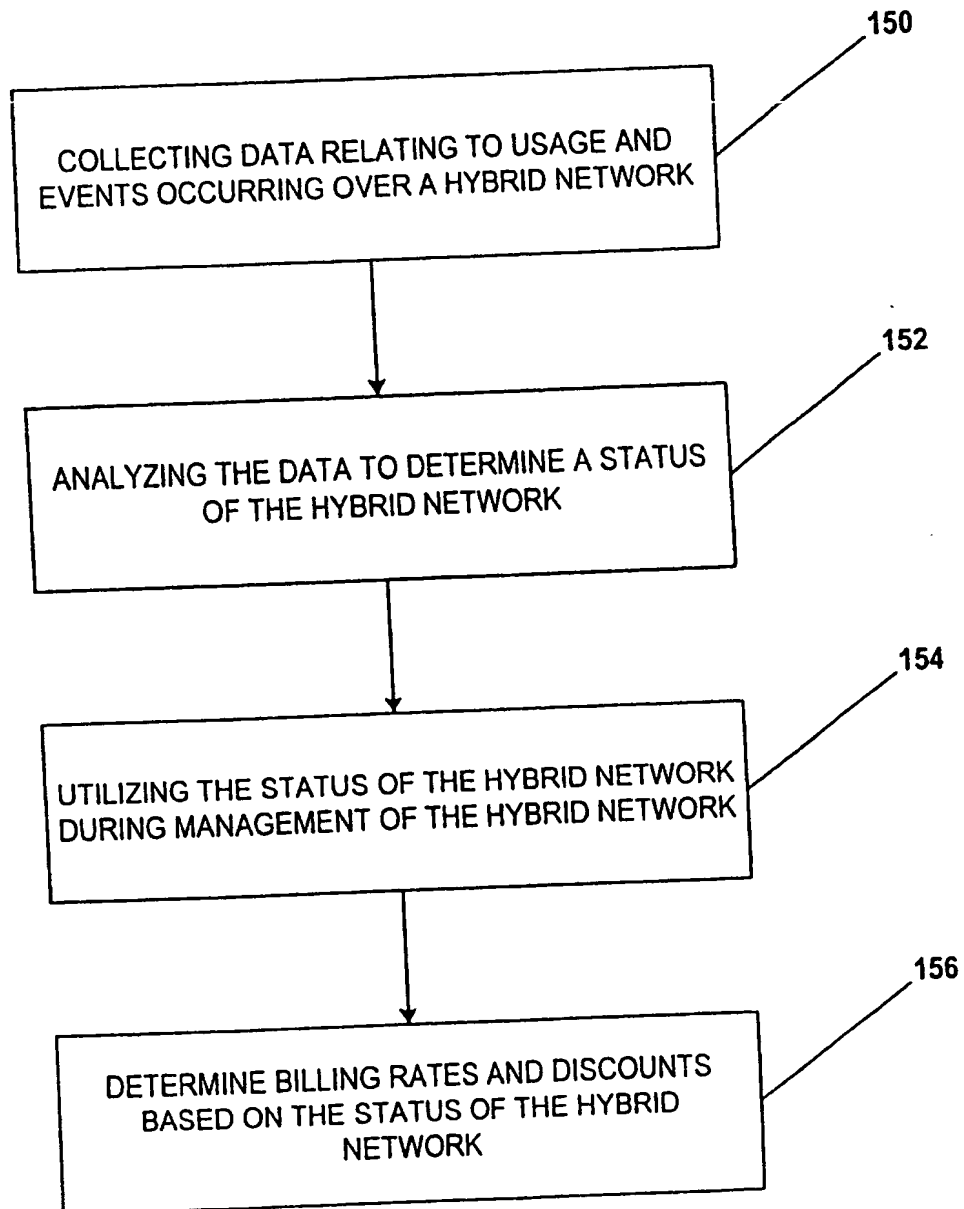 150
COLLECTING DATA RELATING TO USAGE AND
EVENTS OCCURRING OVER A HYBRID NETWORK
152
ANALYZING THE DATA TO DETERMINE A STATUS
OF THE HYBRID NETWORK
154
UTILIZING THE STATUS OF THE HYBRID NETWORK
DURING MANAGEMENT OF THE HYBRID NETWORK
156
DETERMINE BILLING RATES AND DISCOUNTS
BASED ON THE STATUS OF THE HYBRID
NETWORK